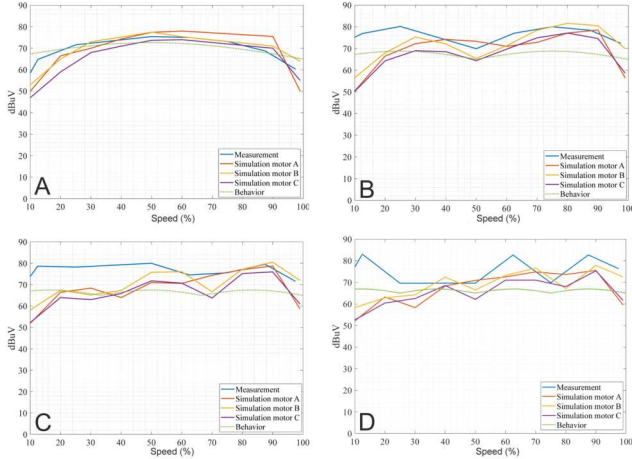 90
80
70
60
50
40
30
20
10
0
dBuV
10 20 30 40 50 60 70 80 90 100
Speed (%)
Measurement
Simulation motor A
Simulation motor B
Simulation motor C
Behavior
A
90
80
70
60
50
40
30
20
10
0
dBuV
10 20 30 40 50 60 70 80 90 100
Speed (%)
Measurement
Simulation motor A
Simulation motor B
Simulation motor C
Behavior
B
90
80
70
60
50
40
30
20
10
0
dBuV
10 20 30 40 50 60 70 80 90 100
Speed (%)
Measurement
Simulation motor A
Simulation motor B
Simulation motor C
Behavior
C
90
80
70
60
50
40
30
20
10
0
dBuV
10 20 30 40 50 60 70 80 90 100
Speed (%)
Measurement
Simulation motor A
Simulation motor B
Simulation motor C
Behavior
D